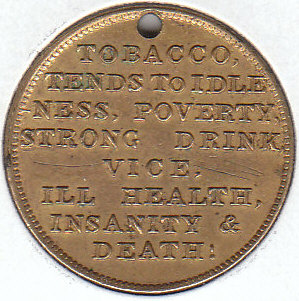 TOBACCO,
TENDS TO IDLE
NESS, POVERTY,
STRONG DRINK,
VICE,
ILL HEALTH,
INSANITY &
DEATH!